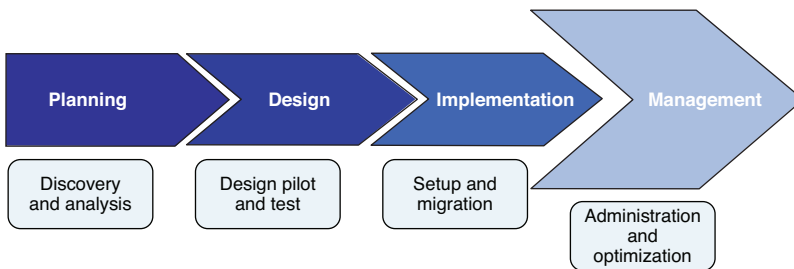 Planning
Design
Implementation
Management
Discovery
and analysis
Design pilot
and test
Setup and
migration
Administration
and
optimization